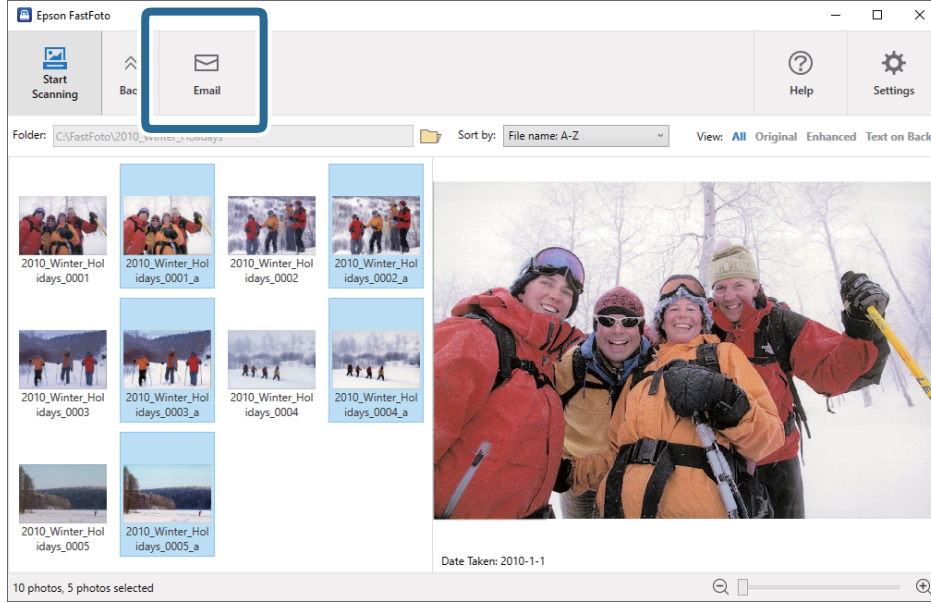 Epson FastFoto
Start
Scanning
Bac
Email
Help
Settings
Folder:
C:\FastFoto\2010_Winter_Holidays
Sort by:
File name: A-Z
View:
All
Original
Enhanced
Text on Back
2010_Winter_Hol
idays_0001
2010_Winter_Hol
idays_0001_a
2010_Winter_Hol
idays_0002
2010_Winter_Hol
idays_0002_a
2010_Winter_Hol
idays_0003
2010_Winter_Hol
idays_0003_a
2010_Winter_Hol
idays_0004
2010_Winter_Hol
idays_0004_a
2010_Winter_Hol
idays_0005
2010_Winter_Hol
idays_0005_a
Date Taken: 2010-1-1
10 photos, 5 photos selected